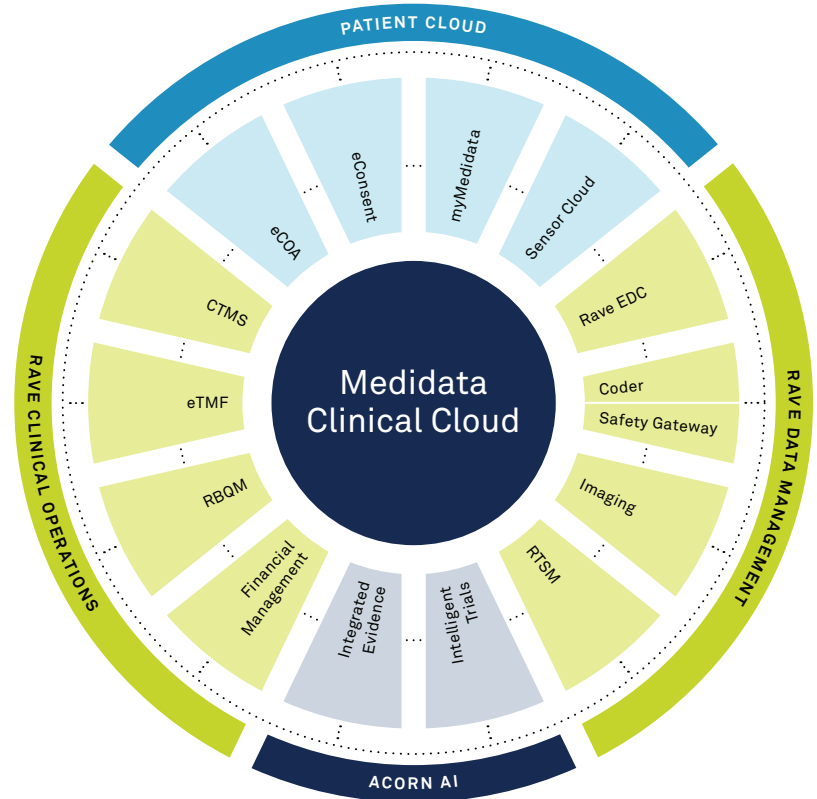 PATIENT CLOUD
eCOA
eConsent
myMedidata
Sensor Cloud
RAVE DATA MANAGEMENT
Rave EDC
Coder
Safety Gateway
Imaging
RTSM
ACORN AI
Intelligent
Trials
Integrated
Evidence
RAVE CLINICAL OPERATIONS
Financial
Management
RBQM
eTMF
CTMS
Medidata
Clinical Cloud